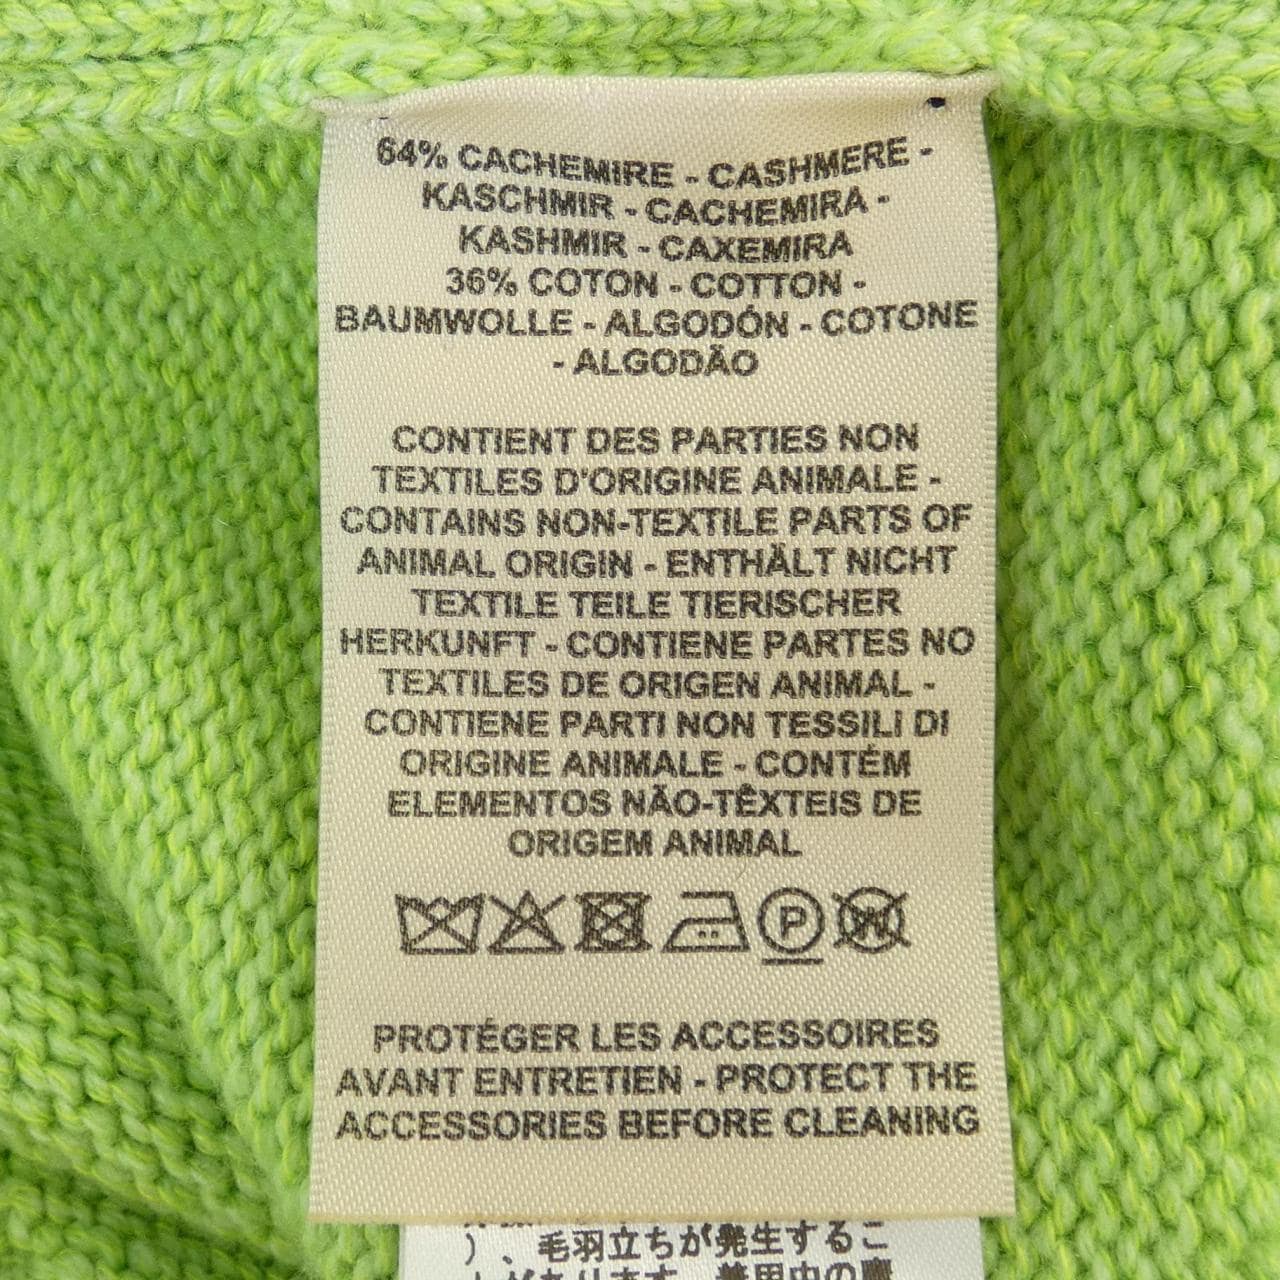 64% CACHEMIRE - CASHMERE -
KASCHMIR - CACHEMIRA -
KASHMIR - CAXEMIRA
36% COTON - COTTON -
BAUMWOLLE - ALGODÓN - COTONE
- ALGODÃO
CONTIENT DES PARTIES NON
TEXTILES D'ORIGINE ANIMALE -
CONTAINS NON-TEXTILE PARTS OF
ANIMAL ORIGIN - ENTHÄLT NICHT
TEXTILE TEILE TIERISCHER
HERKUNFT - CONTIENE PARTES NO
TEXTILES DE ORIGEN ANIMAL -
CONTIENE PARTI NON TESSILI DI
ORIGINE ANIMALE - CONTÉM
ELEMENTOS NÃO-TÊXTEIS DE
ORIGEM ANIMAL
P W
PROTÉGER LES ACCESSOIRES
AVANT ENTRETIEN - PROTECT THE
ACCESSORIES BEFORE CLEANING
)、毛羽立ちが発生するこ